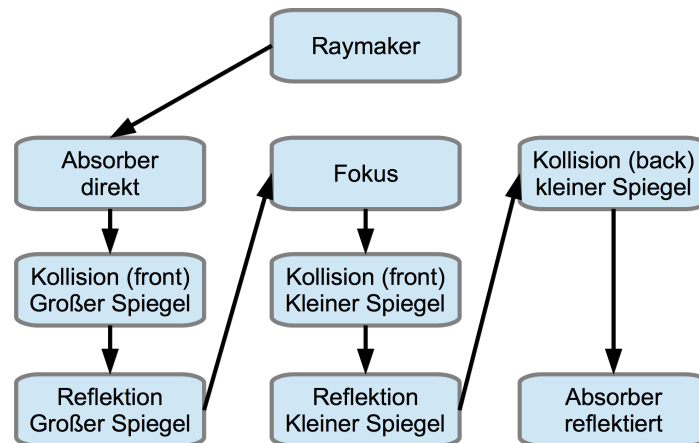 Raymaker
Absorber
direkt
Kollision (front)
Großer Spiegel
Reflektion
Großer Spiegel
Fokus
Kollision (front)
Kleiner Spiegel
Reflektion
Kleiner Spiegel
Kollision (back)
kleiner Spiegel
Absorber
reflektiert